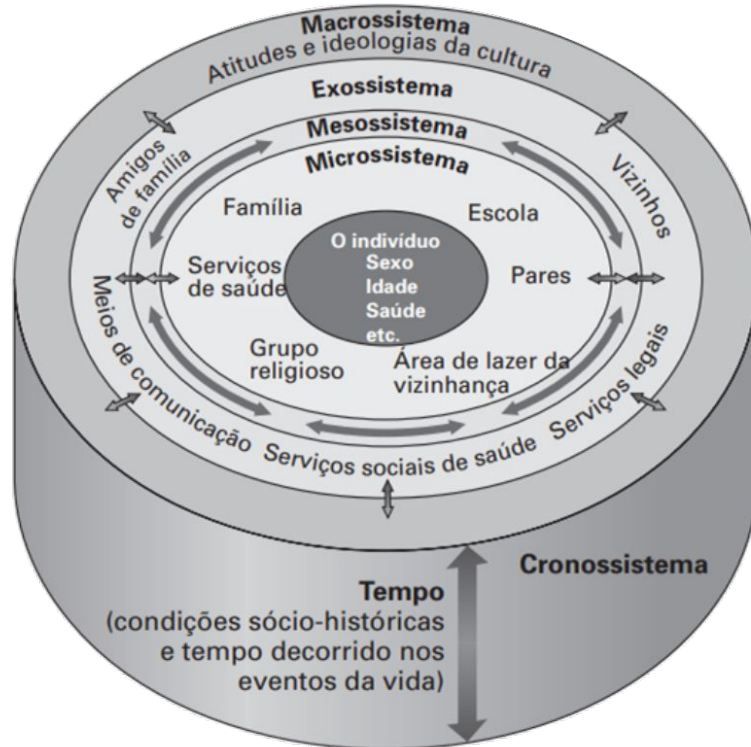 Macrossistema
Atitudes e ideologias da cultura
Exossistema
Mesossistema
Microssistema
Amigos
de família
Vizinhos
Família
Escola
O indivíduo
Sexo
Idade
Saúde
etc.
Serviços
de saúde
Pares
Grupo
religioso
Área de lazer da
vizinhança
Meios de comunicação
Serviços sociais de saúde
Serviços legais
Cronossistema
Tempo
(condições sócio-históricas
e tempo decorrido nos
eventos da vida)